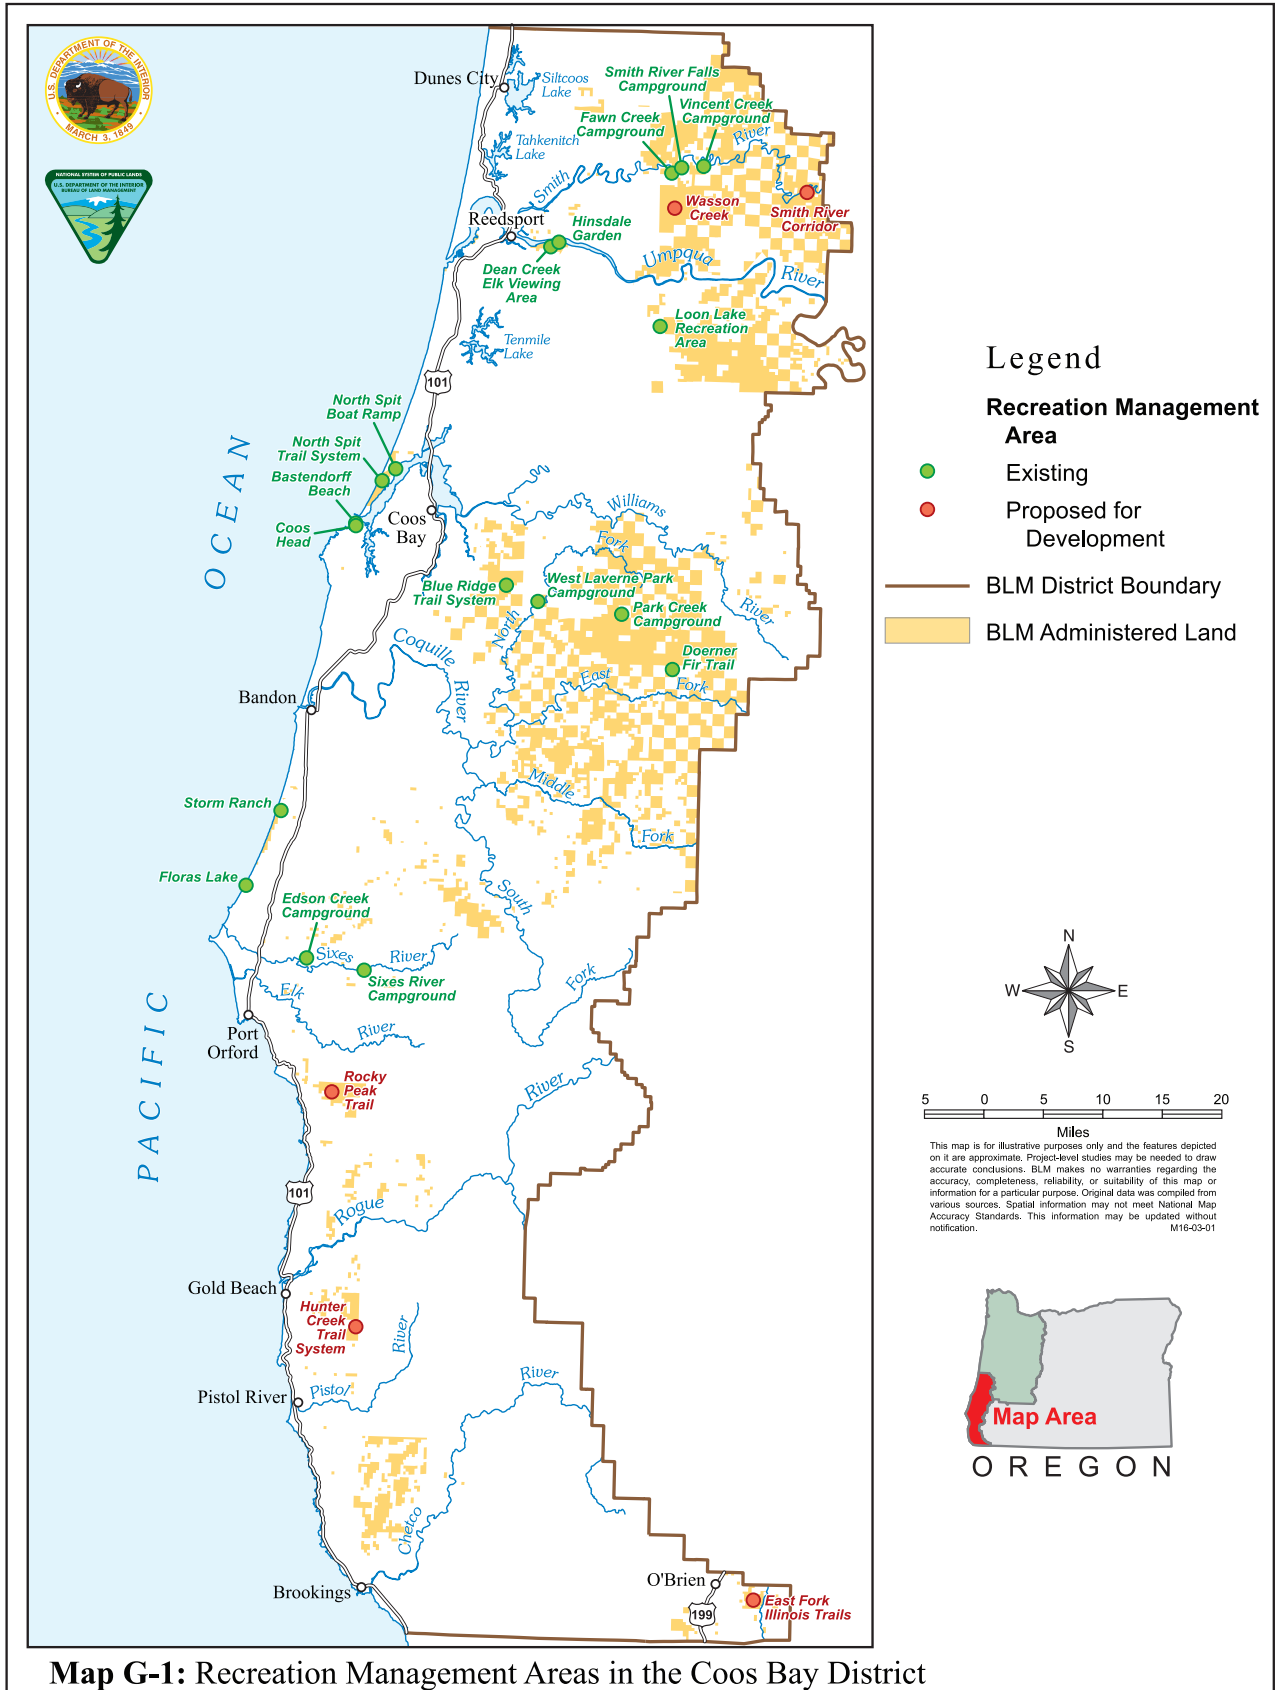 U.S. DEPARTMENT OF THE INTERIOR
MARCH 3, 1849
NATIONAL SYSTEM OF PUBLIC LANDS
U.S. DEPARTMENT OF THE INTERIOR
BUREAU OF LAND MANAGEMENT
Dunes City
Siltcoos
Lake
Tahkenitch
Lake
Smith River Falls
Campground
Vincent Creek
Campground
Fawn Creek
Campground
River
Smith
Wasson
Creek
Smith River
Corridor
Reedsport
Hinsdale
Garden
Dean Creek
Elk Viewing
Area
Umpqua
River
Loon Lake
Recreation
Area
Tenmile
Lake
101
North Spit
Boat Ramp
North Spit
Trail System
Bastendorff
Beach
Coos
Head
Coos
Bay
OCEAN
Williams
Fork
River
Blue Ridge
Trail System
West Laverne Park
Campground
Park Creek
Campground
North
Doerner
Fir Trail
East
Fork
Coquille
River
Bandon
Middle
Fork
Storm Ranch
Floras Lake
Edson Creek
Campground
South
Fork
Sixes
River
Sixes River
Campground
Elk
River
Port
Orford
PACIFIC
Rocky
Peak
Trail
River
101
Rogue
Gold Beach
Hunter
Creek
Trail
System
River
Pistol River
Pistol
River
Chetco
Brookings
O'Brien
199
East Fork
Illinois Trails
Legend
Recreation Management
Area
Existing
Proposed for
Development
BLM District Boundary
BLM Administered Land
N
W
E
S
5 0 5 10 15 20
Miles
This map is for illustrative purposes only and the features depicted
on it are approximate. Project-level studies may be needed to draw
accurate conclusions. BLM makes no warranties regarding the
accuracy, completeness, reliability, or suitability of this map or
information for a particular purpose. Original data was compiled from
various sources. Spatial information may not meet National Map
Accuracy Standards. This information may be updated without
notification. M16-03-01
Map Area
OREGON
Map G-1: Recreation Management Areas in the Coos Bay District